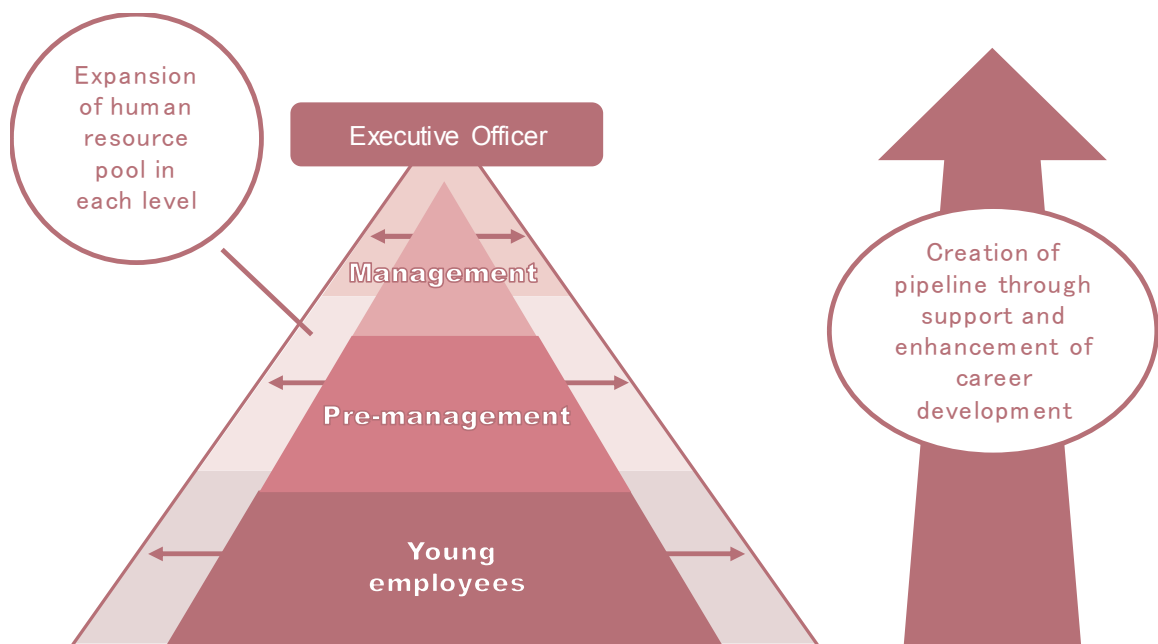 Expansion
of human
resource
pool in
each level
Executive Officer
Management
Pre-management
Young
employees
Creation of
pipeline through
support and
enhancement of
career
development